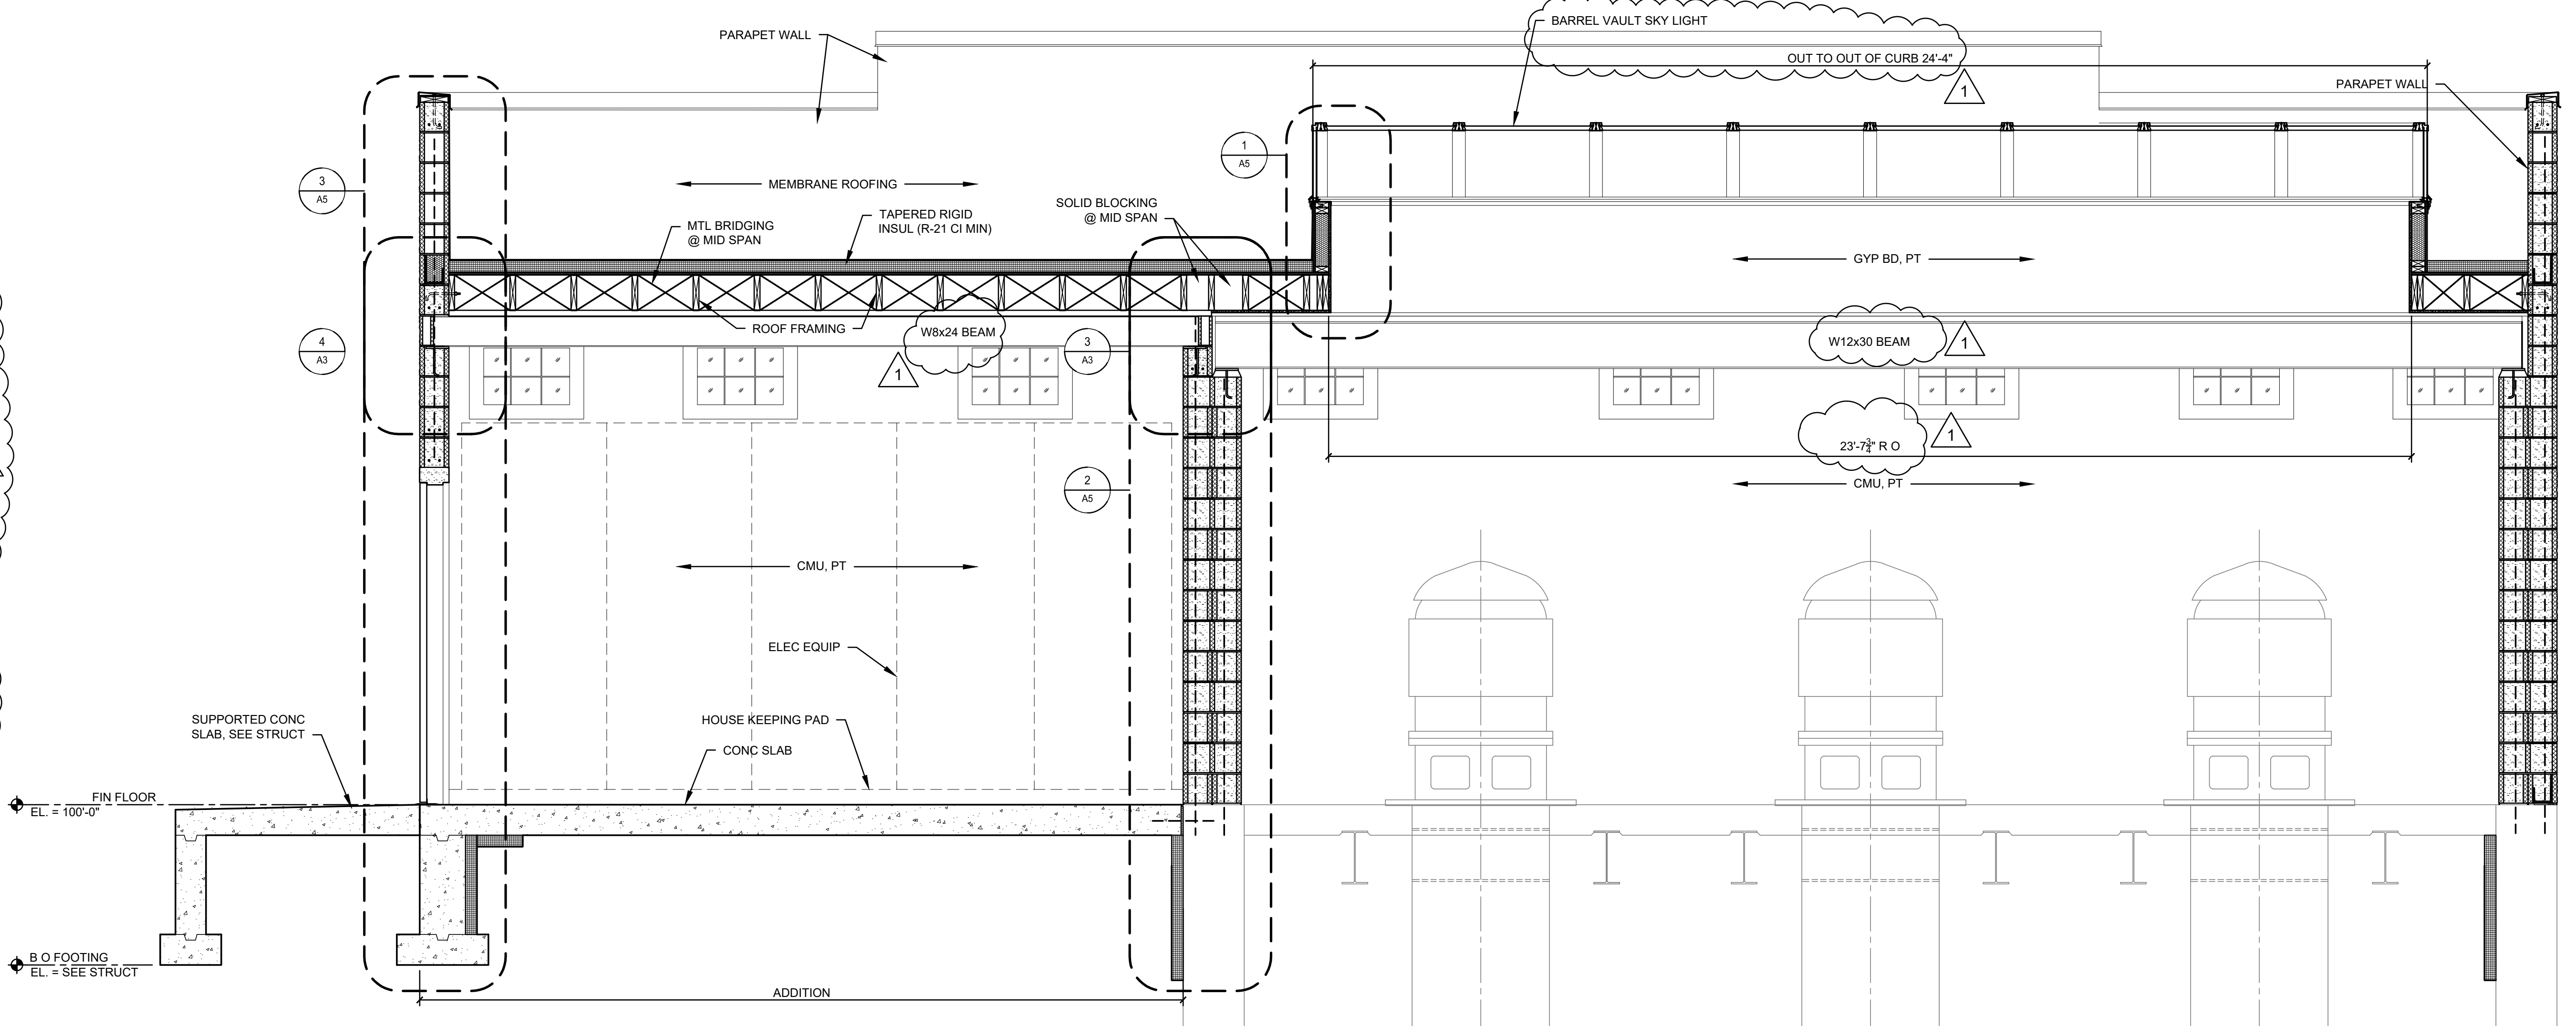 BARREL VAULT SKY LIGHT
PARAPET WALL
OUT TO OUT OF CURB 24'-4"
1
PARAPET WALL
1
A5
3
A5
MEMBRANE ROOFING
SOLID BLOCKING
@ MID SPAN
TAPERED RIGID
INSUL (R-21 CI MIN)
MTL BRIDGING
@ MID SPAN
GYP BD, PT
ROOF FRAMING
W8x24 BEAM
1
W12x30 BEAM
1
4
A3
3
A3
23'-7 3/4" R O
1
2
A5
CMU, PT
CMU, PT
ELEC EQUIP
SUPPORTED CONC
SLAB, SEE STRUCT
HOUSE KEEPING PAD
CONC SLAB
FIN FLOOR
EL. = 100'-0"
B O FOOTING
EL. = SEE STRUCT
ADDITION